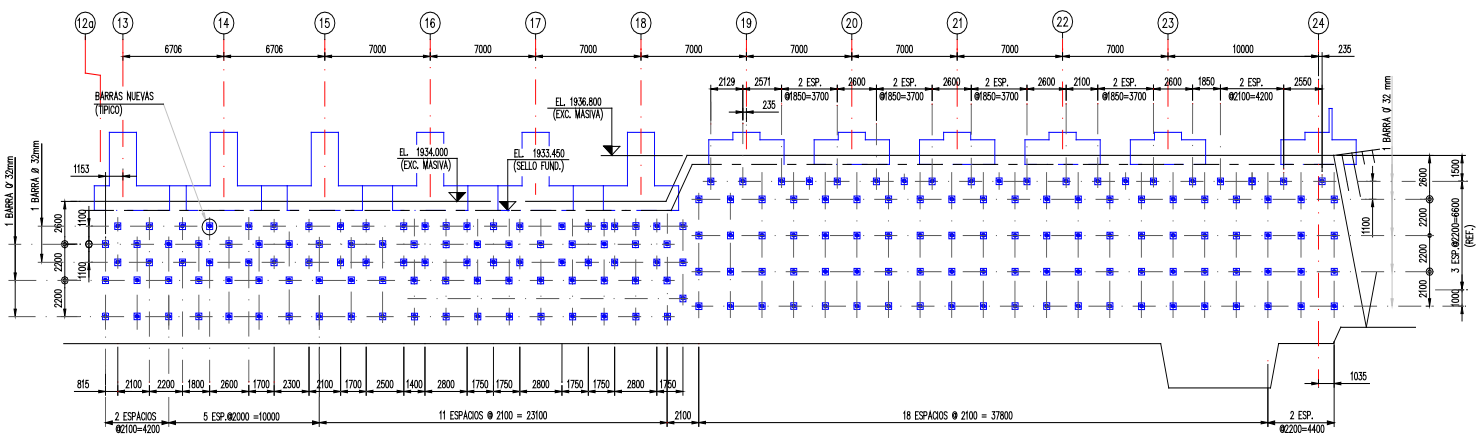 12a 13 14 15 16 17 18 19 20 21 22 23 24
6706 6706 7000 7000 7000 7000 7000 7000 7000 7000 10000 235
2129 2571 2 ESP. 2600 2 ESP. 2600 2 ESP. 2600 2100 2 ESP. 2600 1850 2 ESP. 2550
@1850=3700 @1850=3700 @1850=3700 @1850=3700 @2100=4200
235
BARRAS NUEVAS
(TIPICO)
EL. 1936.800
(EXC. MASIVA)
EL. 1934.000
(EXC. MASIVA)
EL. 1933.450
(SELLO FUND.)
1153
1 BARRA Ø 32mm
1 BARRA Ø 32mm
2600
2200
2200
1100
1100
BARRA Ø 32 mm
2600
1100
2200
2200
2100
1500
3 ESP.@2200=6600
(REF.)
1000
815 2100 2200 1800 2600 1700 2300 2100 1700 2500 1400 2800 1750 1750 2800 1750 1750 2800 1750
1035
2 ESPACIOS
@2100=4200
5 ESP.@2000 =10000
11 ESPACIOS @ 2100 = 23100
2100
18 ESPACIOS @ 2100 = 37800
2 ESP.
@2200=4400